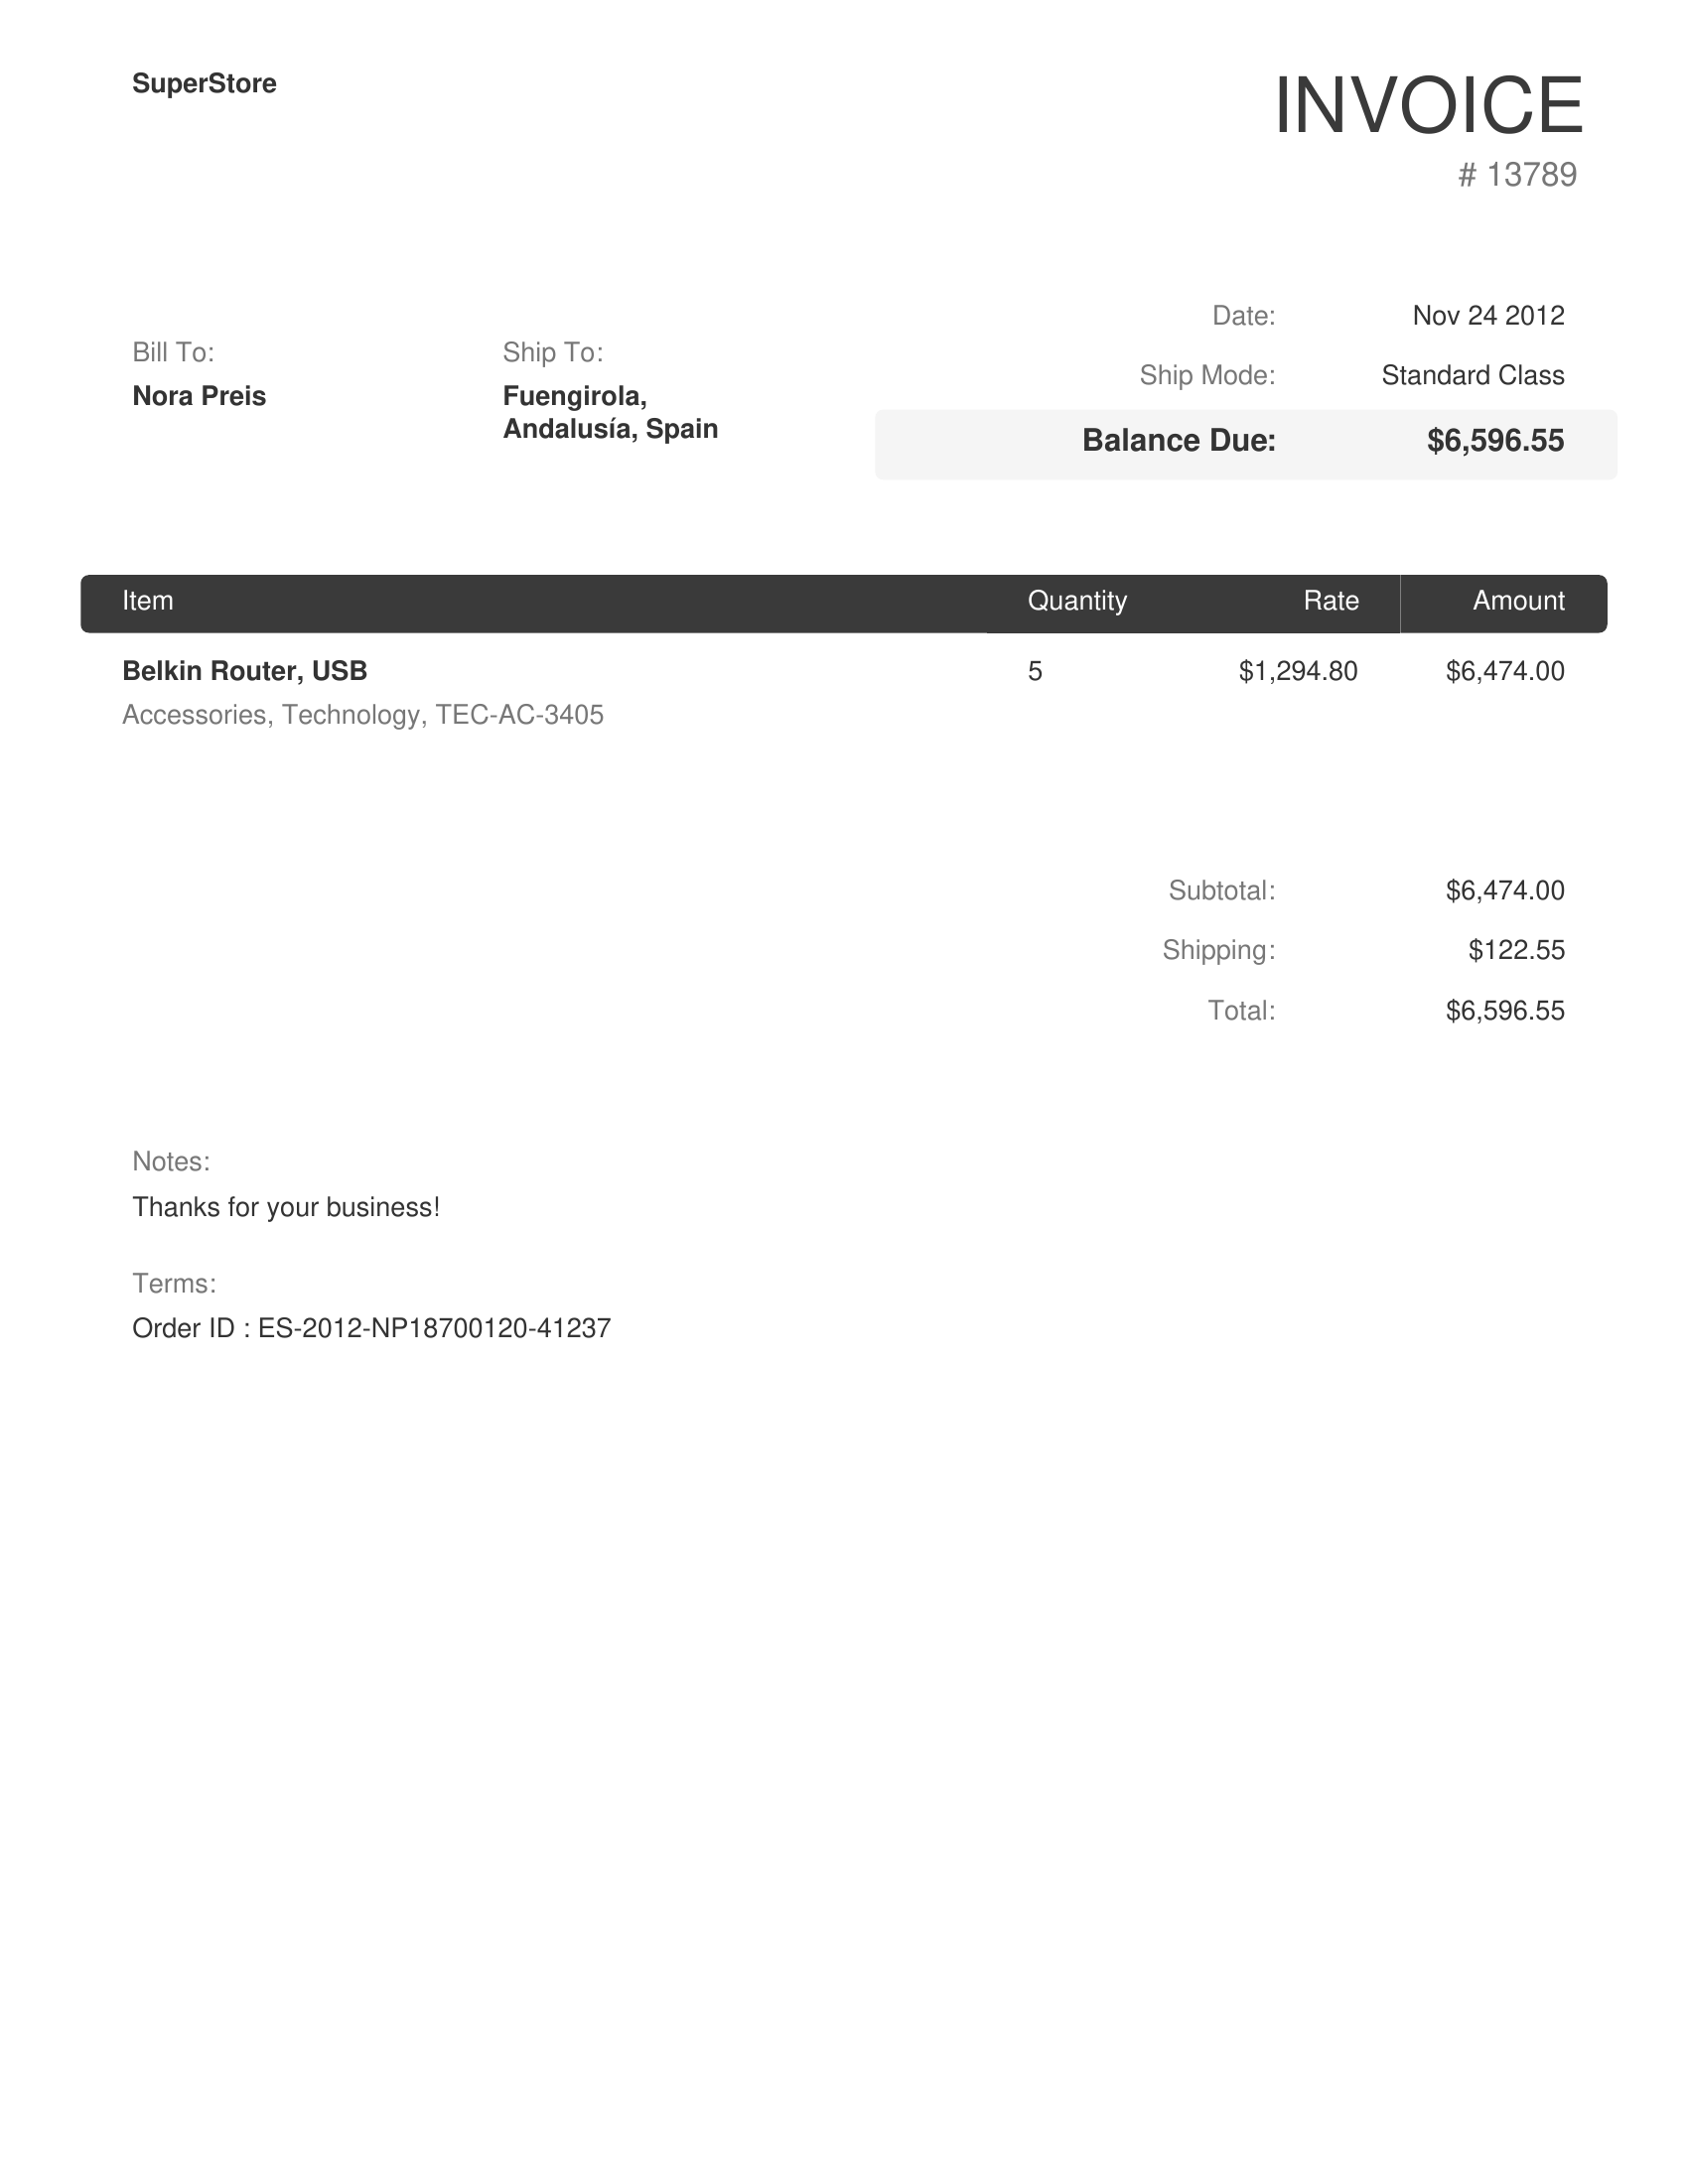 SuperStore
INVOICE
# 13789
Date: Nov 24 2012
Ship Mode: Standard Class
Balance Due: $6,596.55
Bill To:
Nora Preis
Ship To:
Fuengirola,
Andalusía, Spain
Item Quantity Rate Amount
Belkin Router, USB 5 $1,294.80 $6,474.00
Accessories, Technology, TEC-AC-3405
Subtotal: $6,474.00
Shipping: $122.55
Total: $6,596.55
Notes:
Thanks for your business!
Terms:
Order ID : ES-2012-NP18700120-41237